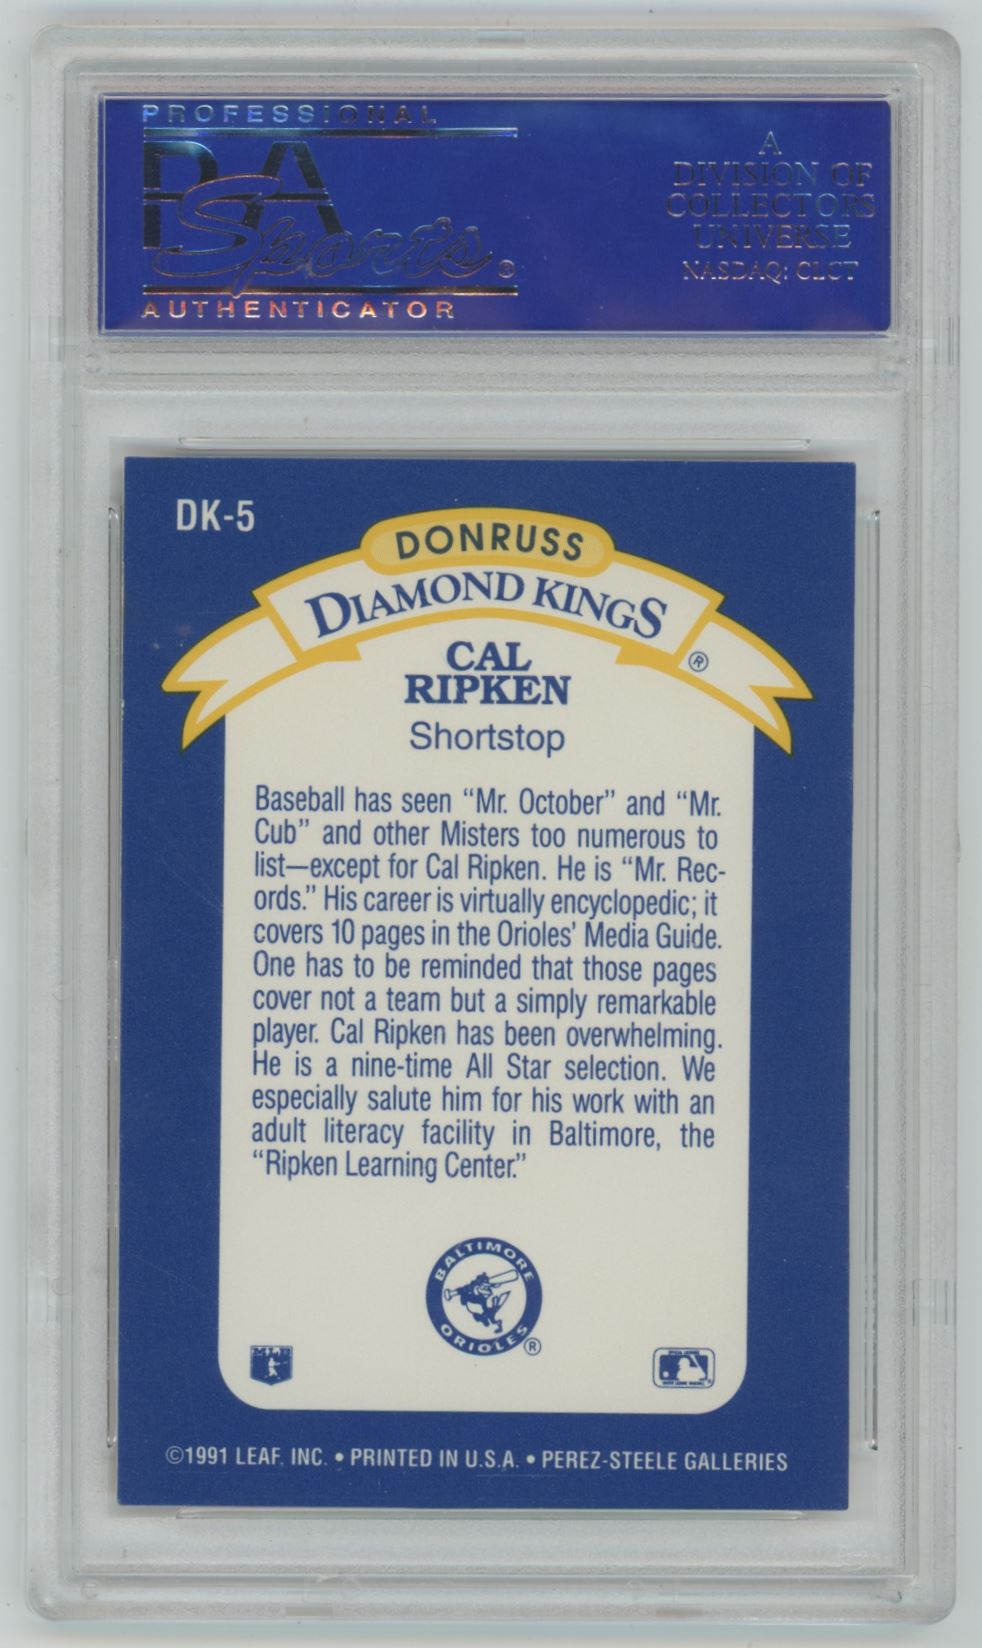 PROFESSIONAL
PSA
Sports®
AUTHENTICATOR
A
DIVISION OF
COLLECTORS
UNIVERSE
NASDAQ: CLCT
DK-5
DONRUSS
DIAMOND KINGS
®
CAL
RIPKEN
Shortstop
Baseball has seen “Mr. October” and “Mr.
Cub” and other Misters too numerous to
list—except for Cal Ripken. He is “Mr. Rec-
ords.” His career is virtually encyclopedic; it
covers 10 pages in the Orioles’ Media Guide.
One has to be reminded that those pages
cover not a team but a simply remarkable
player. Cal Ripken has been overwhelming.
He is a nine-time All Star selection. We
especially salute him for his work with an
adult literacy facility in Baltimore, the
“Ripken Learning Center.”
BALTIMORE
ORIOLES
®
MLB
©1991 LEAF, INC. • PRINTED IN U.S.A. • PEREZ-STEELE GALLERIES